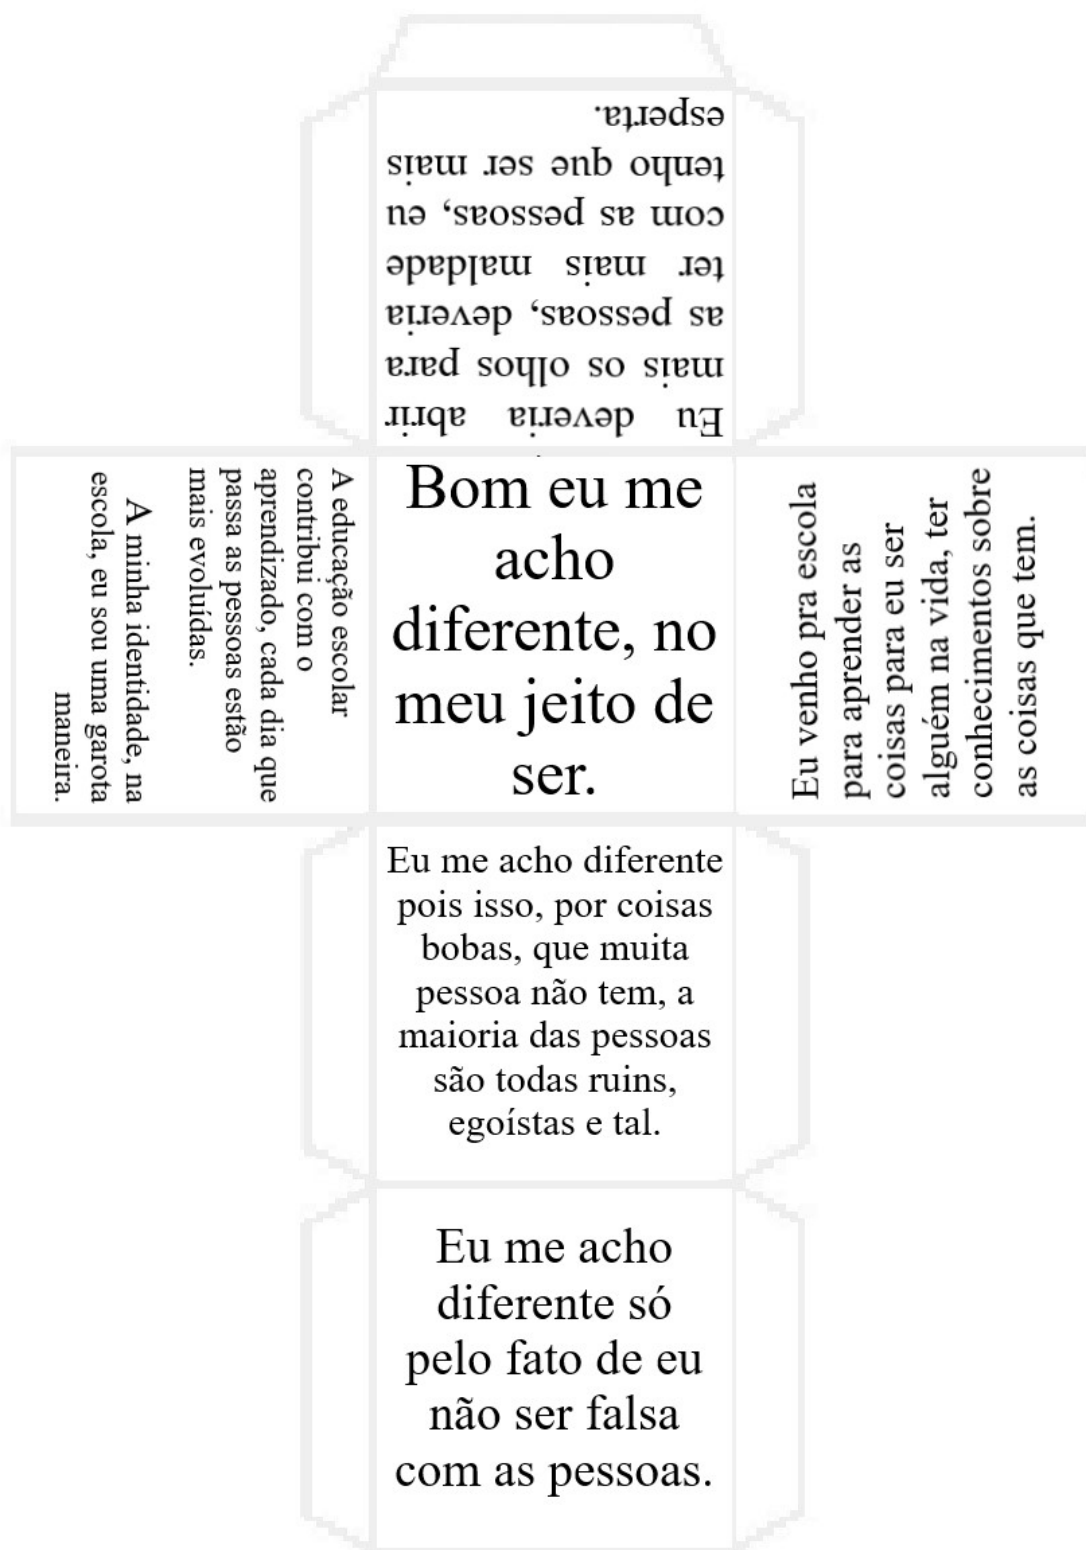 Eu deveria abrir
mais os olhos para
as pessoas, deveria
ter mais maldade
com as pessoas, eu
tenho que ser mais
esperta.
A educação escolar
contribui com o
aprendizado, cada dia que
passa as pessoas estão
mais evoluídas.
A minha identidade, na
escola, eu sou uma garota
maneira.
Bom eu me
acho
diferente, no
meu jeito de
ser.
Eu venho pra escola
para aprender as
coisas para eu ser
alguém na vida, ter
conhecimentos sobre
as coisas que tem.
Eu me acho diferente
pois isso, por coisas
bobas, que muita
pessoa não tem, a
maioria das pessoas
são todas ruins,
egoístas e tal.
Eu me acho
diferente só
pelo fato de eu
não ser falsa
com as pessoas.